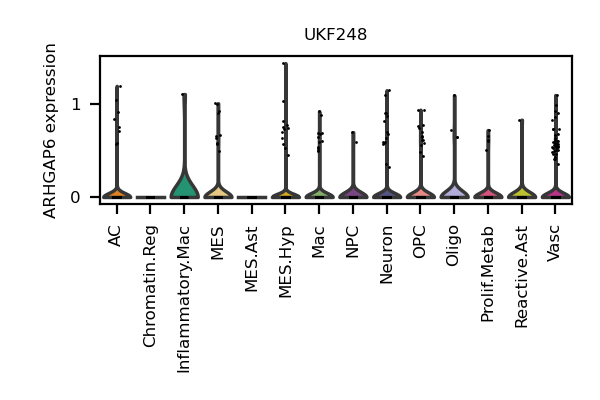 UKF248
ARHGAP6 expression
1
0
AC
Chromatin.Reg
Inflammatory.Mac
MES
MES.Ast
MES.Hyp
Mac
NPC
Neuron
OPC
Oligo
Prolif.Metab
Reactive.Ast
Vasc